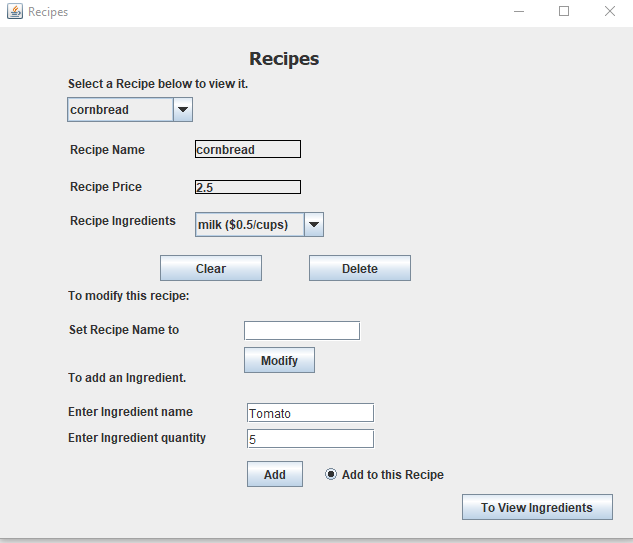 Recipes
Recipes
Select a Recipe below to view it.
cornbread
Recipe Name cornbread
Recipe Price 2.5
Recipe Ingredients milk ($0.5/cups)
Clear Delete
To modify this recipe:
Set Recipe Name to
Modify
To add an Ingredient.
Enter Ingredient name Tomato
Enter Ingredient quantity 5
Add Add to this Recipe
To View Ingredients